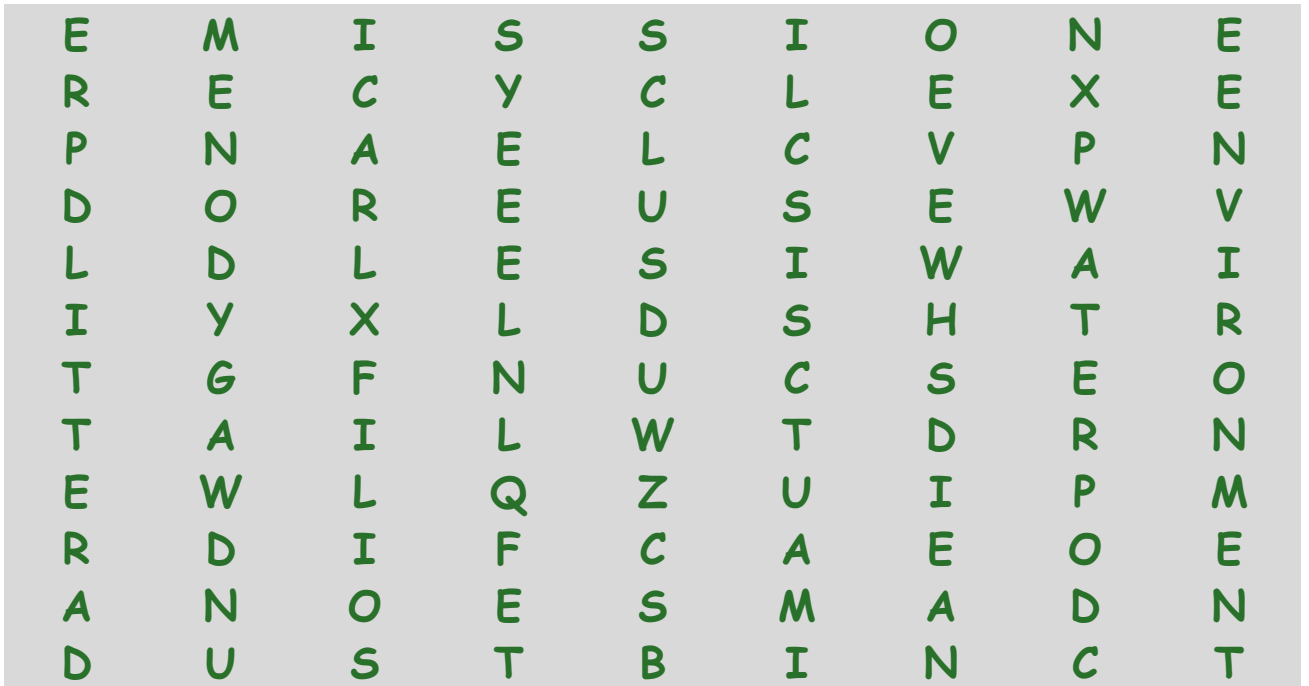 E M I S S I O N E
R E C Y C L E X E
P N A E L C V P N
D O R E U S E W V
L D L E S I W A I
I Y X L D S H T R
T G F N U C S E O
T A I L W T D R N
E W L Q Z U I P M
R D I F C A E O E
A N O E S M A D N
D U S T B I N C T